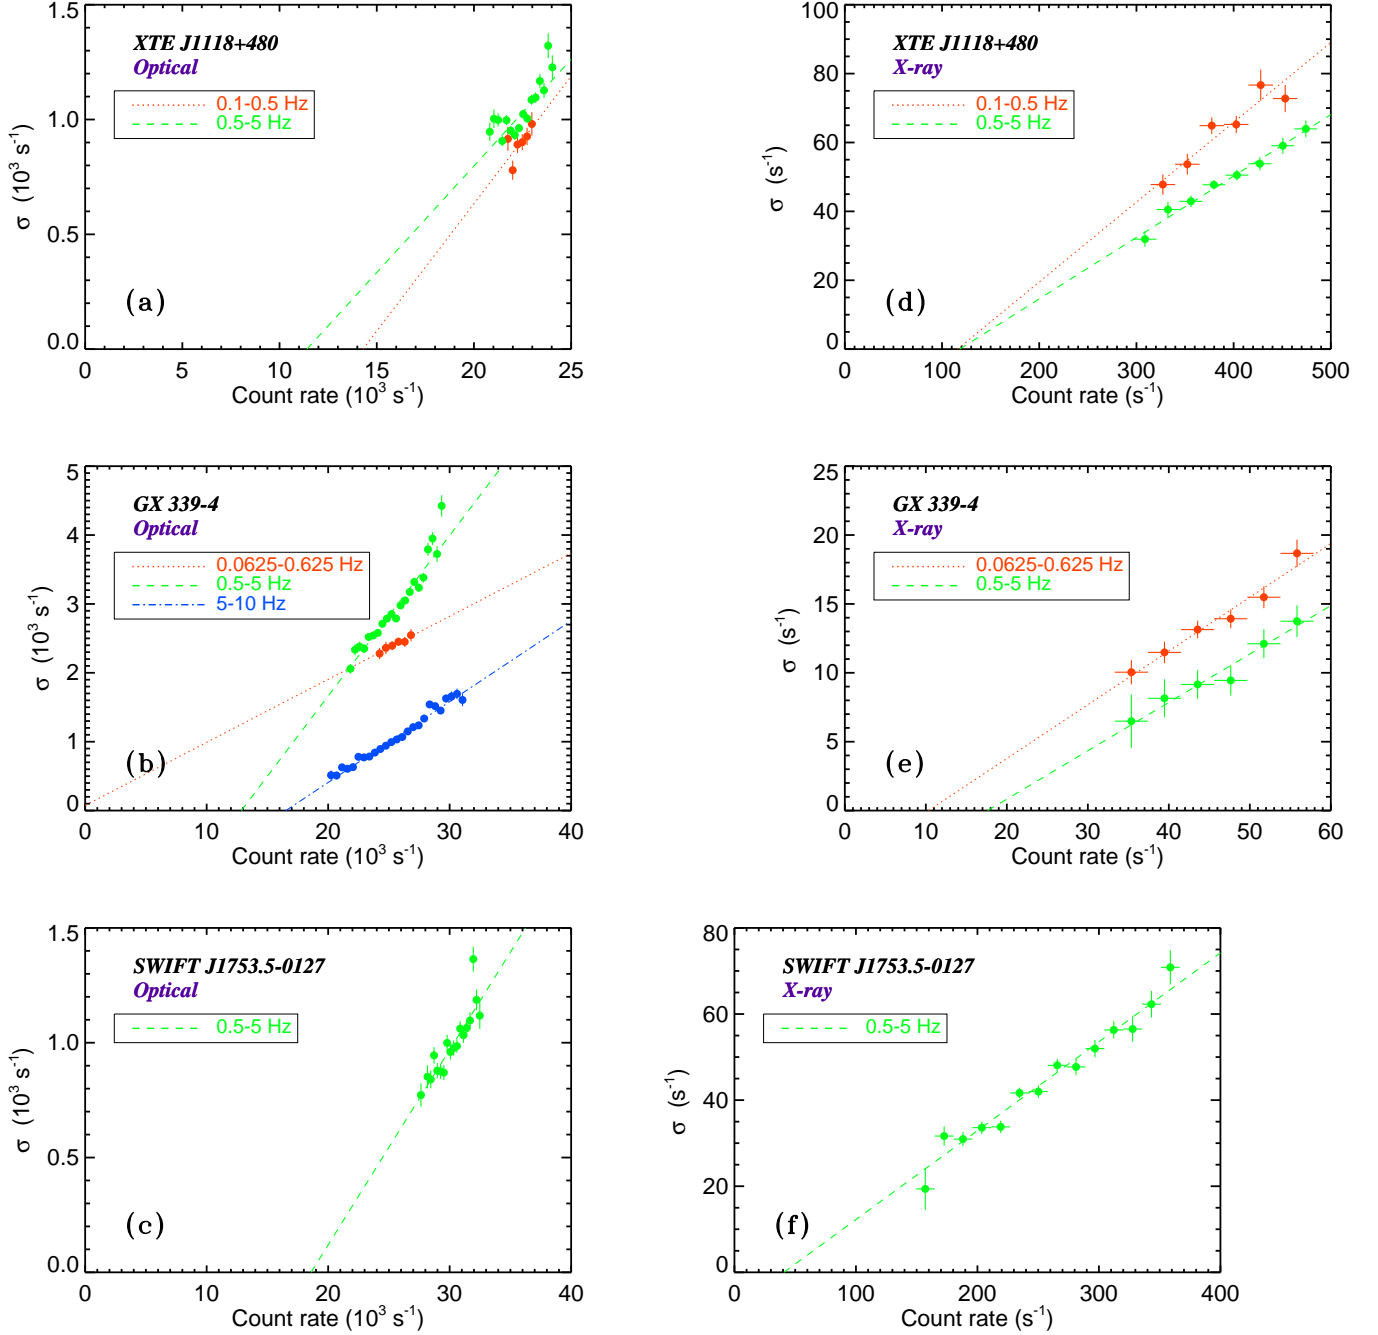 XTE J1118+480
Optical
0.1-0.5 Hz
0.5-5 Hz
(a)
σ (10³ s⁻¹)
0.0
0.5
1.0
1.5
0 5 10 15 20 25
Count rate (10³ s⁻¹)
XTE J1118+480
X-ray
0.1-0.5 Hz
0.5-5 Hz
(d)
σ (s⁻¹)
0
20
40
60
80
100
0 100 200 300 400 500
Count rate (s⁻¹)
GX 339-4
Optical
0.0625-0.625 Hz
0.5-5 Hz
5-10 Hz
(b)
σ (10³ s⁻¹)
0
1
2
3
4
5
0 10 20 30 40
Count rate (10³ s⁻¹)
GX 339-4
X-ray
0.0625-0.625 Hz
0.5-5 Hz
(e)
σ (s⁻¹)
0
5
10
15
20
25
0 10 20 30 40 50 60
Count rate (s⁻¹)
SWIFT J1753.5-0127
Optical
0.5-5 Hz
(c)
σ (10³ s⁻¹)
0.0
0.5
1.0
1.5
0 10 20 30 40
Count rate (10³ s⁻¹)
SWIFT J1753.5-0127
X-ray
0.5-5 Hz
(f)
σ (s⁻¹)
0
20
40
60
80
0 100 200 300 400
Count rate (s⁻¹)